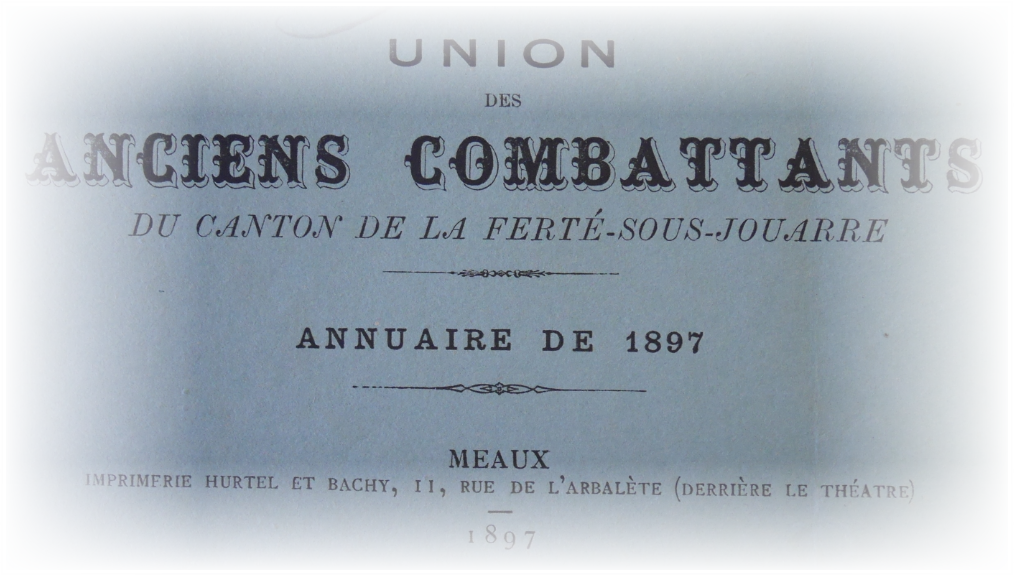 UNION
DES
ANCIENS COMBATTANTS
DU CANTON DE LA FERTÉ-SOUS-JOUARRE
ANNUAIRE DE 1897
MEAUX
IMPRIMERIE HURTEL ET BACHY, 11, RUE DE L'ARBALÈTE (DERRIÈRE LE THÉATRE)
1897